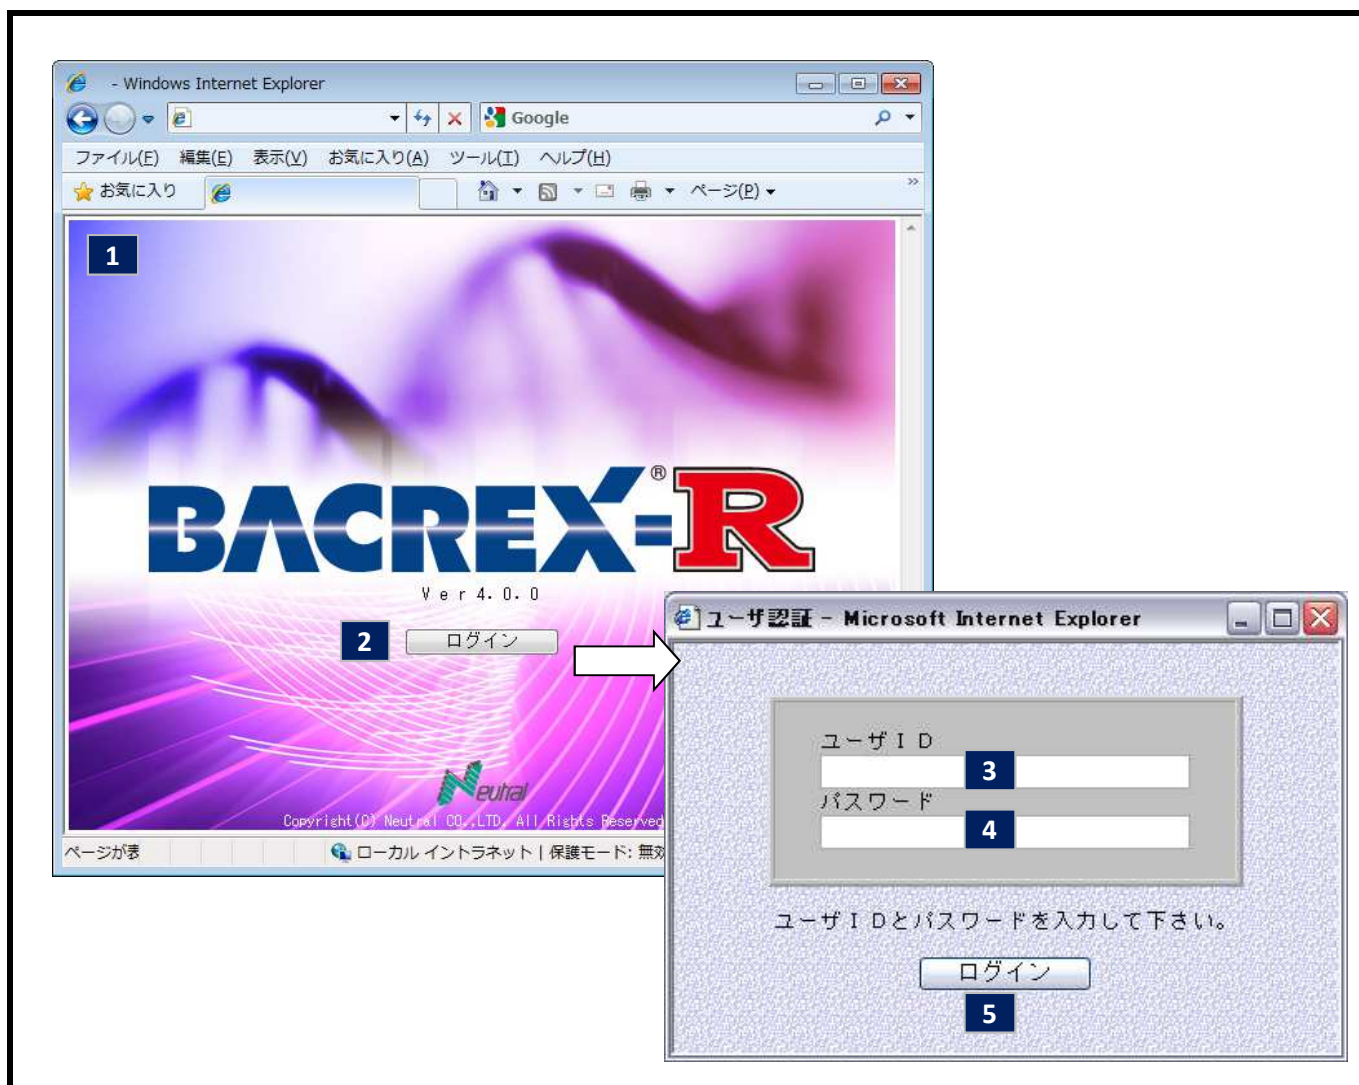 - Windows Internet Explorer
Google
ファイル(F) 編集(E) 表示(V) お気に入り(A) ツール(T) ヘルプ(H)
お気に入り
ページ(P)
1
BACREX®-R
Ver4.0.0
2
ログイン
Neutral
Copyright(C) Neutral CO.,LTD. All Rights Reserved
ページが表
ローカル イントラネット | 保護モード: 無効
ユーザ認証 - Microsoft Internet Explorer
ユーザID
3
パスワード
4
ユーザIDとパスワードを入力して下さい。
ログイン
5